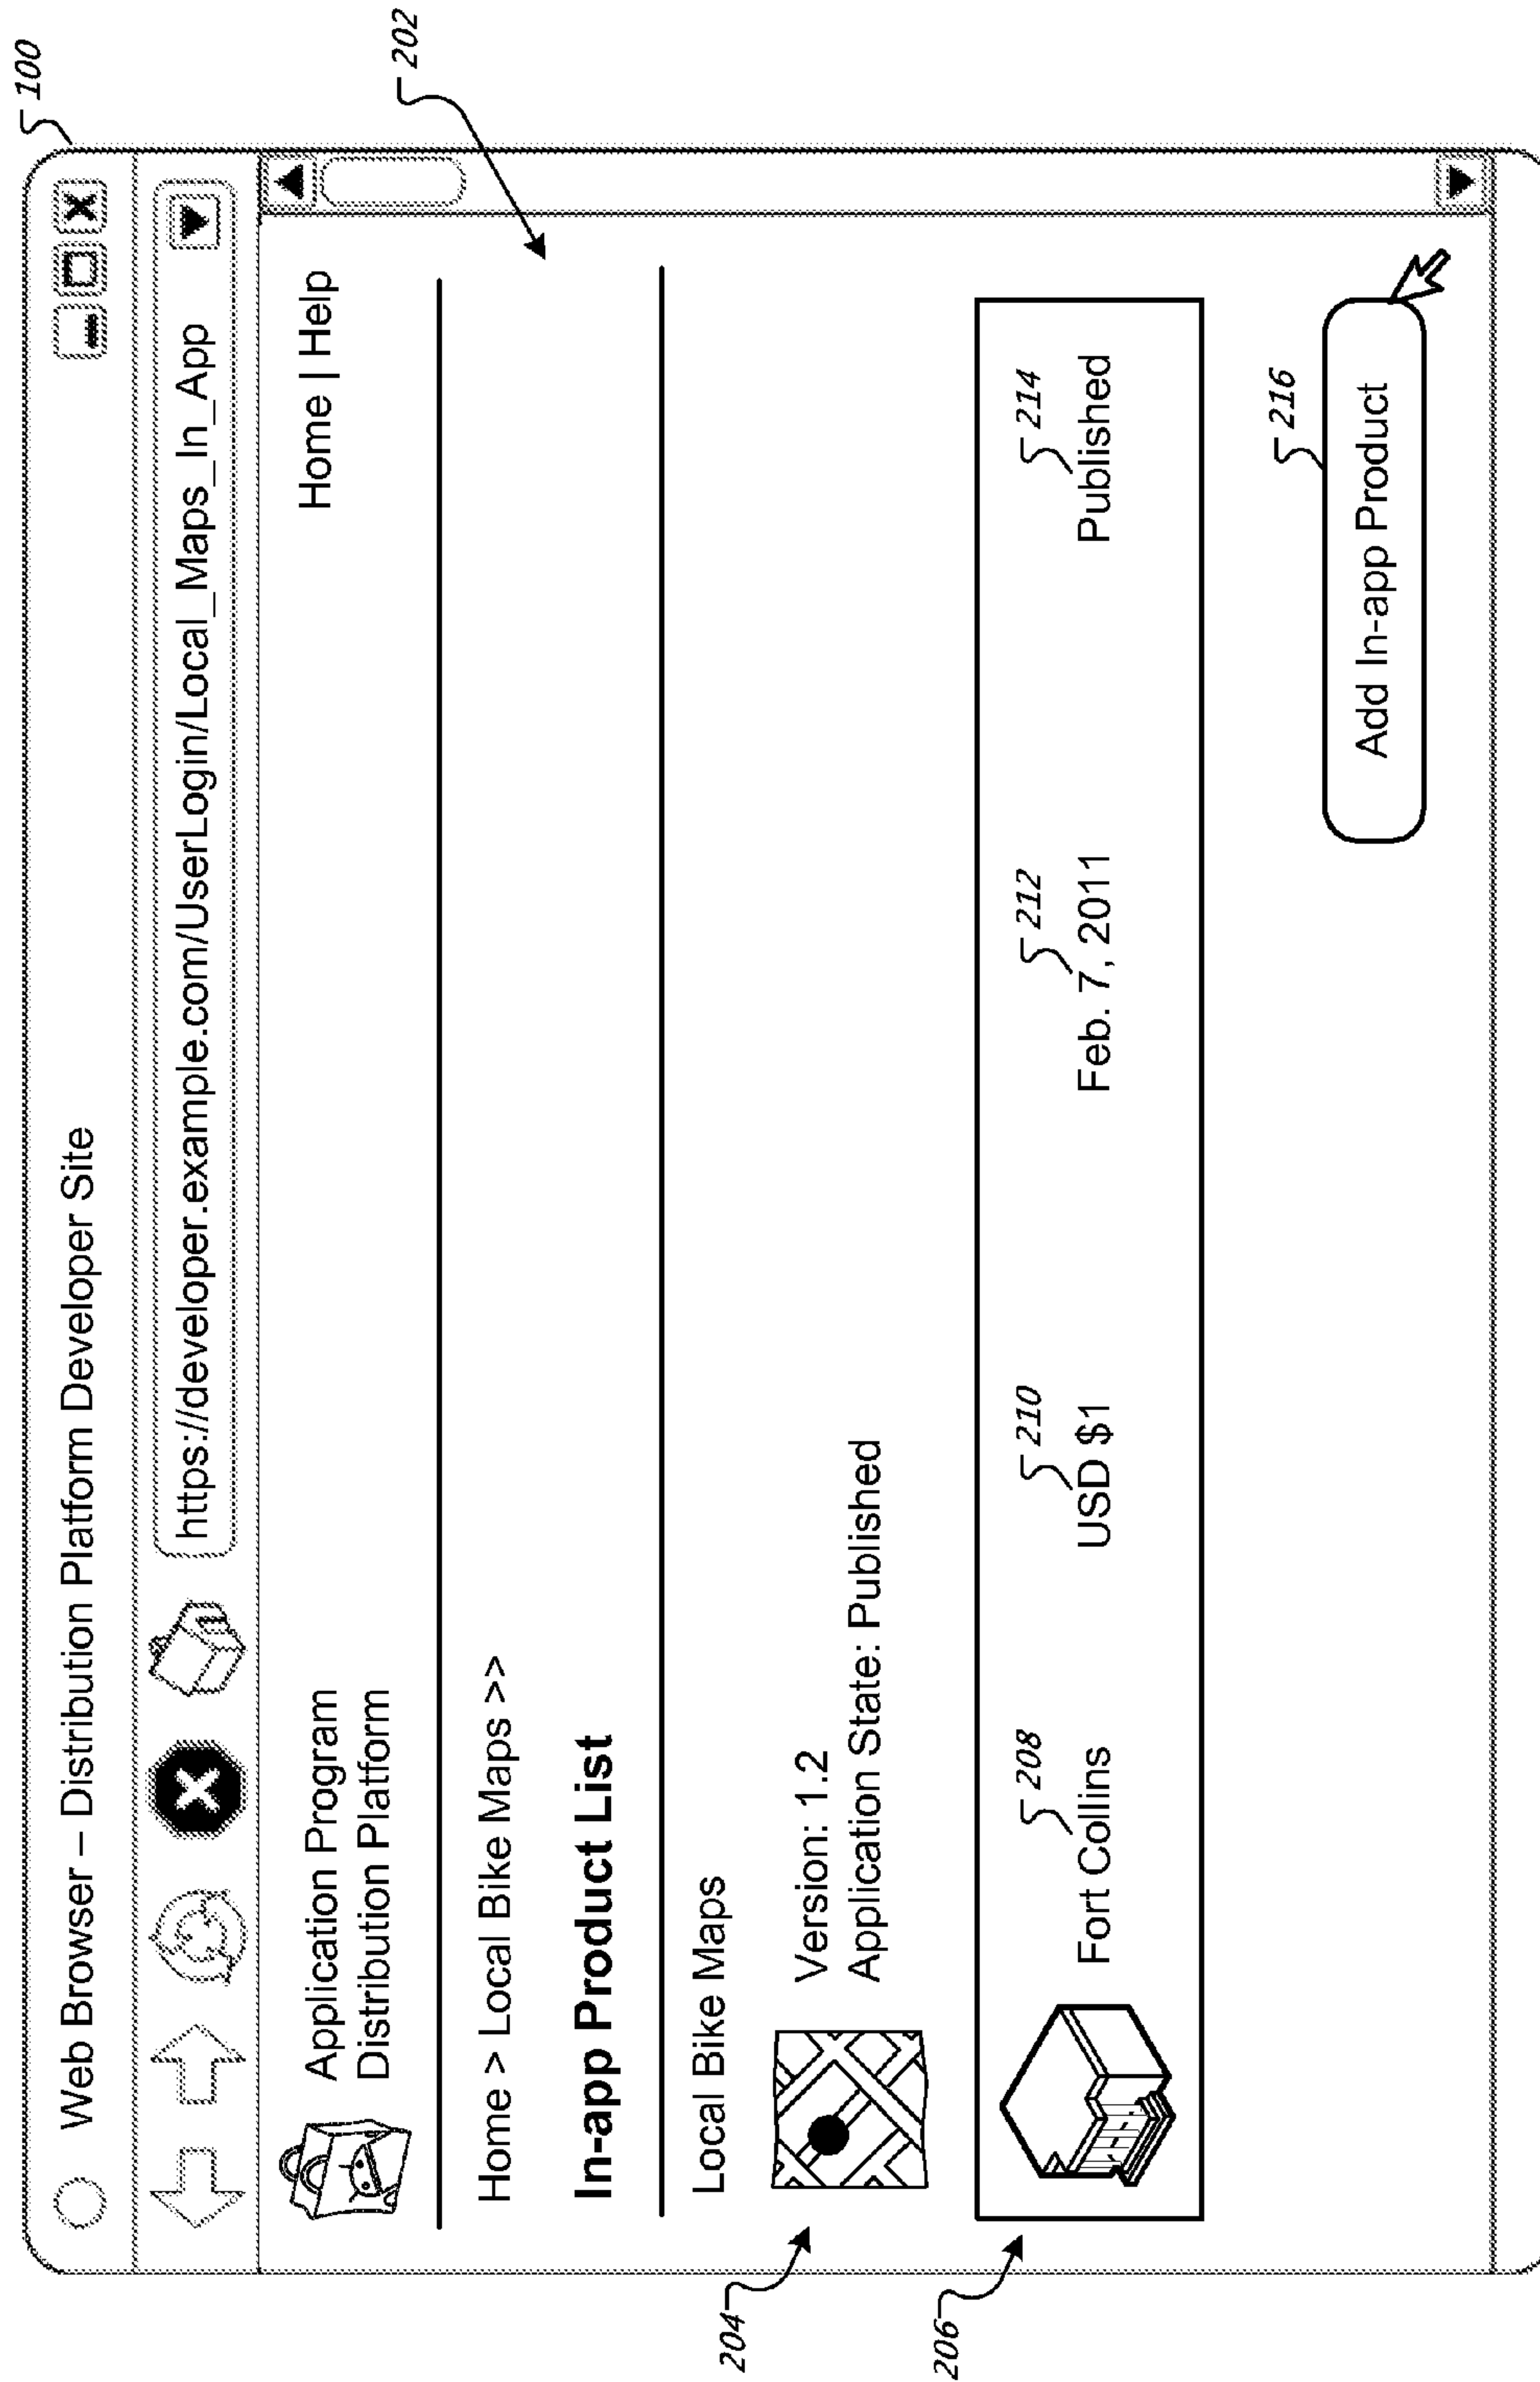 100
Web Browser – Distribution Platform Developer Site
https://developer.example.com/UserLogin/Local_Maps_In_App
Application Program
Distribution Platform
Home | Help
202
Home > Local Bike Maps >>
In-app Product List
Local Bike Maps
204
Version: 1.2
Application State: Published
206
208
210
212
214
Fort Collins
USD $1
Feb. 7, 2011
Published
216
Add In-app Product